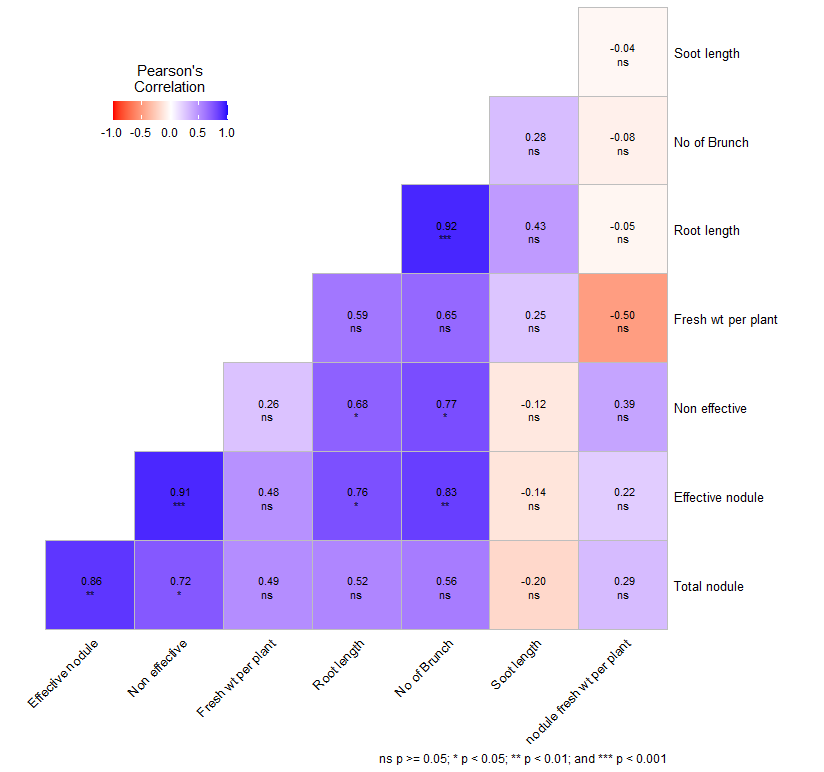 Pearson's
Correlation
-1.0 -0.5 0.0 0.5 1.0
-0.04
ns
Soot length
0.28 -0.08
ns ns
No of Brunch
0.92 0.43 -0.05
*** ns ns
Root length
0.59 0.65 0.25 -0.50
ns ns ns ns
Fresh wt per plant
0.26 0.68 0.77 -0.12 0.39
ns * * ns ns
Non effective
0.91 0.48 0.76 0.83 -0.14 0.22
*** ns * ** ns ns
Effective nodule
0.86 0.72 0.49 0.52 0.56 -0.20 0.29
** * ns ns ns ns ns
Total nodule
Effective nodule
Non effective
Fresh wt per plant
Root length
No of Brunch
Soot length
nodule fresh wt per plant
ns p >= 0.05; * p < 0.05; ** p < 0.01; and *** p < 0.001